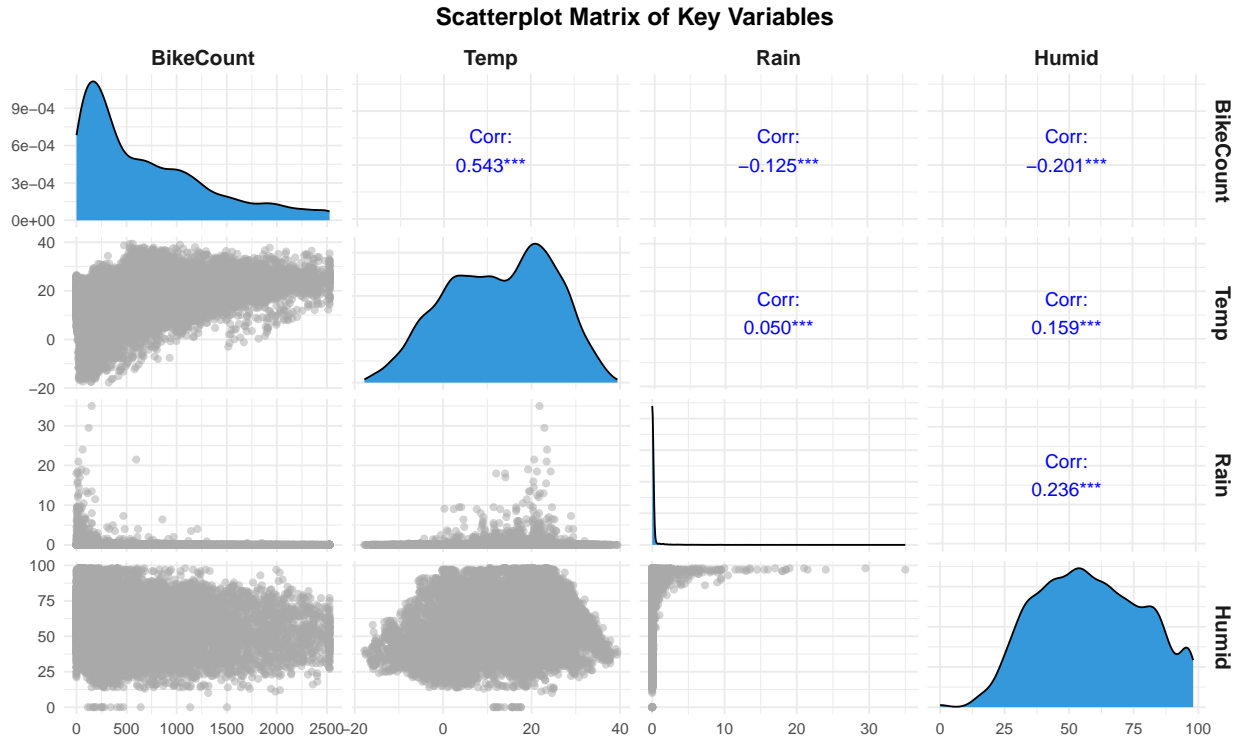 Scatterplot Matrix of Key Variables
BikeCount Temp Rain Humid
9e−04
6e−04
3e−04
0e+00
Corr:
0.543***
Corr:
−0.125***
Corr:
−0.201***
BikeCount
40
20
0
−20
Corr:
0.050***
Corr:
0.159***
Temp
30
20
10
0
Corr:
0.236***
Rain
100
75
50
25
0
Humid
0 500 1000 1500 2000 2500
−20 0 20 40
0 10 20 30
0 25 50 75 100